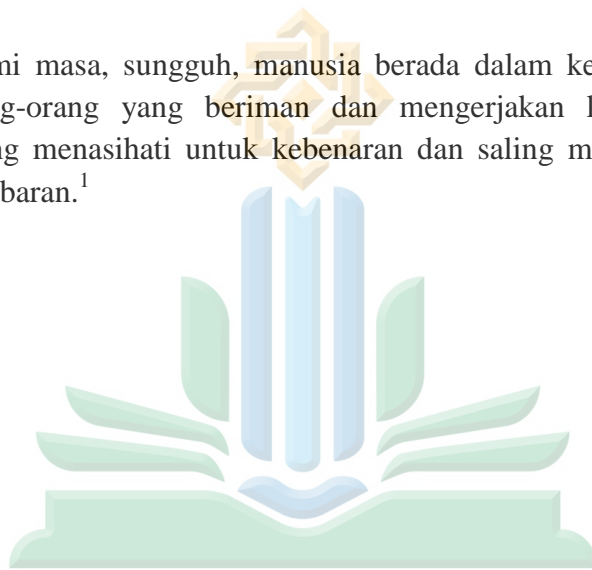 mi masa, sungguh, manusia berada dalam ke
g-orang yang beriman dan mengerjakan
ng menasihati untuk kebenaran dan saling m
baran.¹